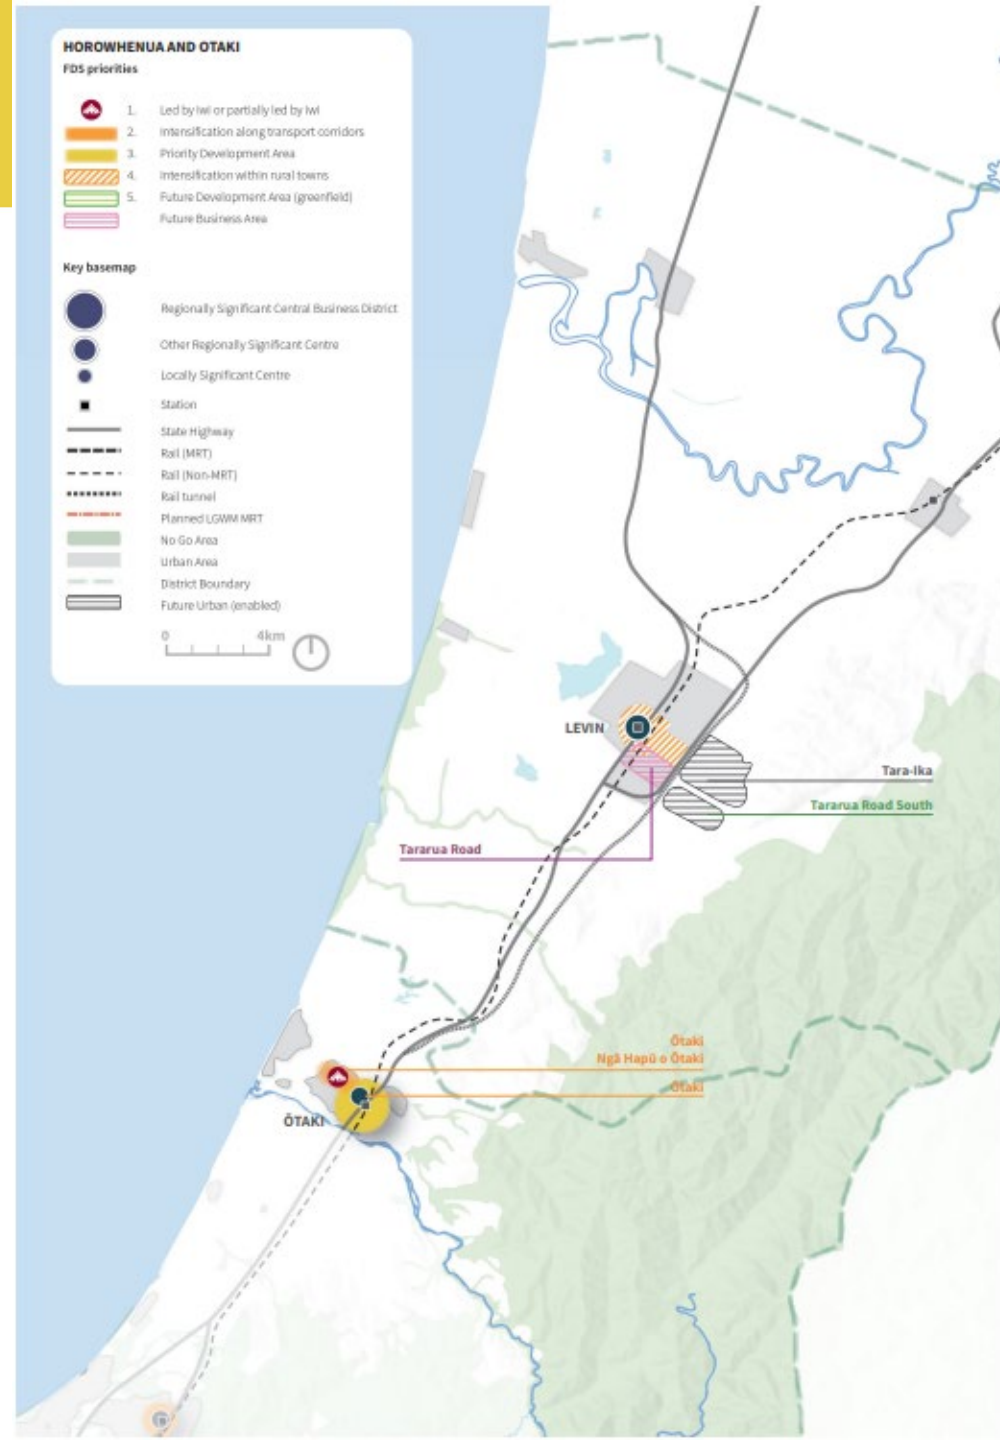 HOROWHENUA AND OTAKI
FDS priorities
1. Led by Iwi or partially led by Iwi
2. Intensification along transport corridors
3. Priority Development Area
4. Intensification within rural towns
5. Future Development Area (greenfield)
Future Business Area
Key basemap
Regionally Significant Central Business District
Other Regionally Significant Centre
Locally Significant Centre
Station
State Highway
Rail (MRT)
Rail (Non-MRT)
Rail tunnel
Planned LGWM MRT
No Go Area
Urban Area
District Boundary
Future Urban (enabled)
0 4km
LEVIN
Tara-Ika
Tararua Road South
Tararua Road
Ōtaki
Ngā Hapū o Ōtaki
Ōtaki
ŌTAKI